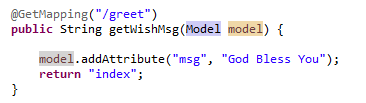 @GetMapping("/greet")
public String getWishMsg(Model model) {
model.addAttribute("msg", "God Bless You");
return "index";
}